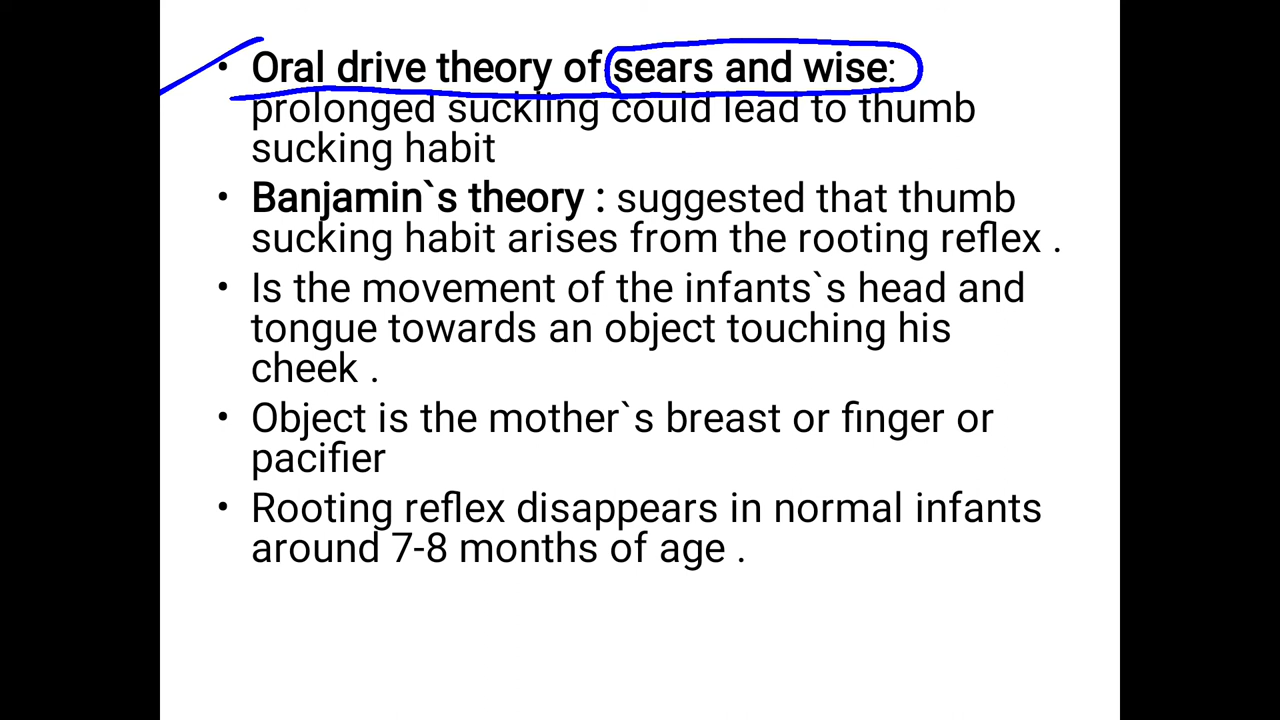 • Oral drive theory of sears and wise:
prolonged suckling could lead to thumb
sucking habit
• Banjamin`s theory : suggested that thumb
sucking habit arises from the rooting reflex .
• Is the movement of the infants`s head and
tongue towards an object touching his
cheek .
• Object is the mother`s breast or finger or
pacifier
• Rooting reflex disappears in normal infants
around 7-8 months of age .